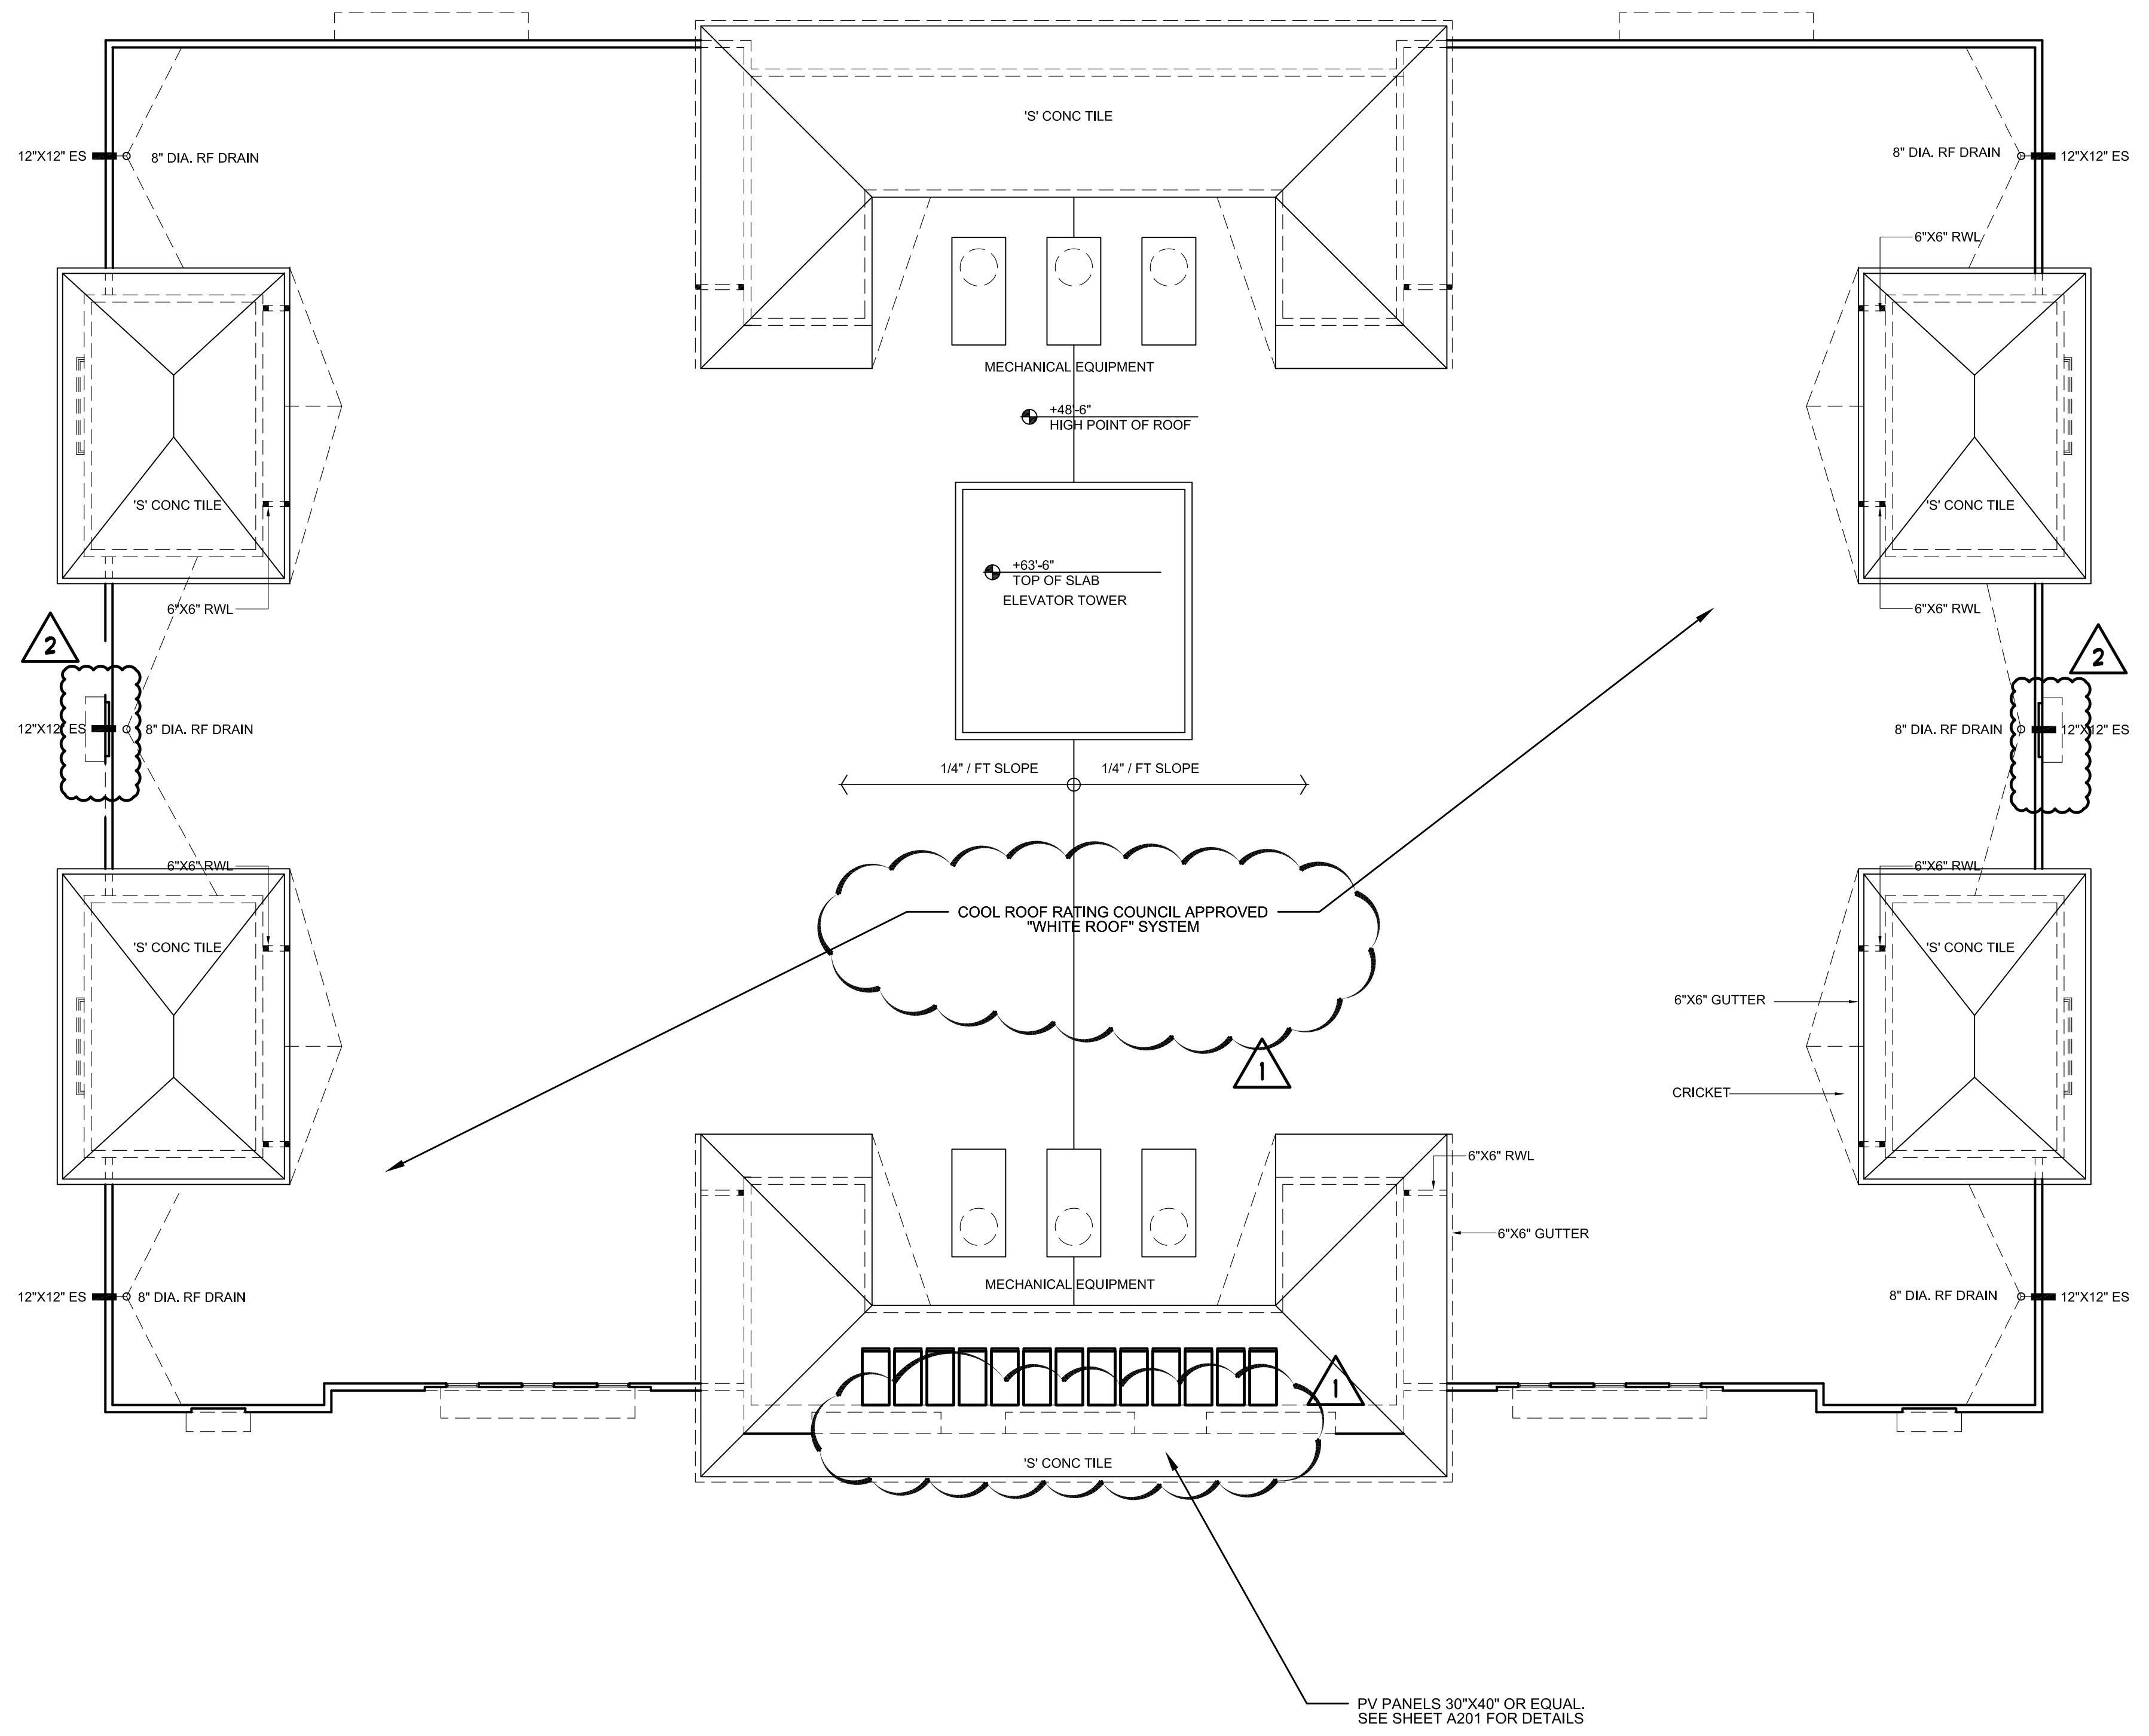 'S' CONC TILE
12"X12" ES
8" DIA. RF DRAIN
8" DIA. RF DRAIN
12"X12" ES
6"X6" RWL
MECHANICAL EQUIPMENT
+48'-6"
HIGH POINT OF ROOF
'S' CONC TILE
'S' CONC TILE
+63'-6"
TOP OF SLAB
ELEVATOR TOWER
6"X6" RWL
6"X6" RWL
2
2
12"X12" ES
8" DIA. RF DRAIN
8" DIA. RF DRAIN
12"X12" ES
1/4" / FT SLOPE
1/4" / FT SLOPE
6"X6" RWL
6"X6" RWL
COOL ROOF RATING COUNCIL APPROVED
"WHITE ROOF" SYSTEM
'S' CONC TILE
'S' CONC TILE
6"X6" GUTTER
1
CRICKET
6"X6" RWL
6"X6" GUTTER
MECHANICAL EQUIPMENT
12"X12" ES
8" DIA. RF DRAIN
8" DIA. RF DRAIN
12"X12" ES
1
'S' CONC TILE
PV PANELS 30"X40" OR EQUAL.
SEE SHEET A201 FOR DETAILS